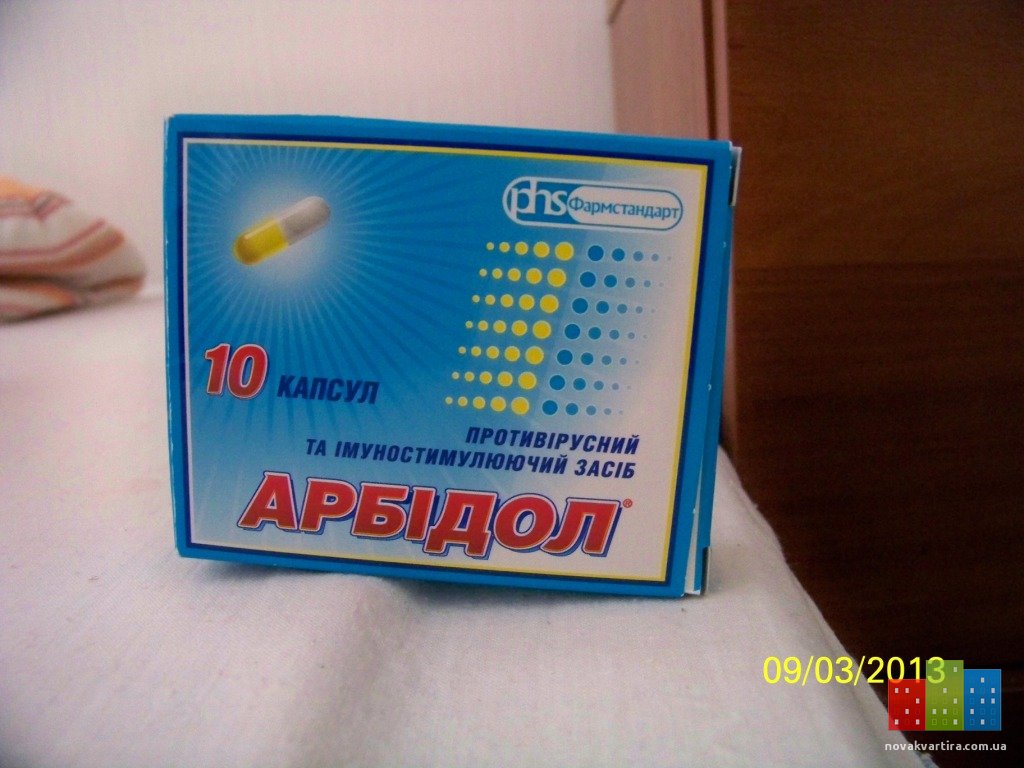 phs Фармстандарт
10 КАПСУЛ
ПРОТИВІРУСНИЙ
ТА ІМУНОСТИМУЛЮЮЧИЙ ЗАСІБ
АРБІДОЛ®
09/03/2013
novakvartira.com.ua